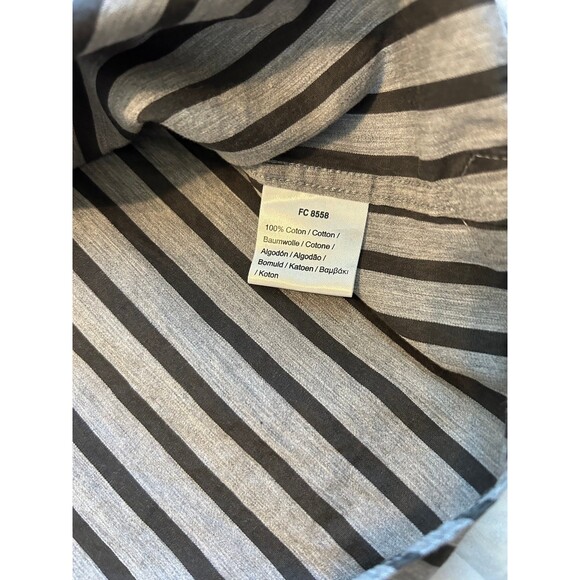 FC 8558
100% Coton / Cotton /
Baumwolle / Cotone /
Algodón / Algodão /
Bomuld / Katoen / Βαμβάκι
/ Koton